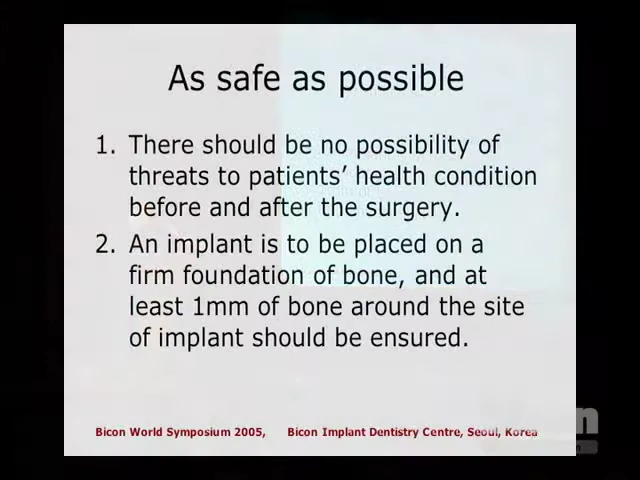 As safe as possible
1. There should be no possibility of
threats to patients’ health condition
before and after the surgery.
2. An implant is to be placed on a
firm foundation of bone, and at
least 1mm of bone around the site
of implant should be ensured.
Bicon World Symposium 2005, Bicon Implant Dentistry Centre, Seoul, Korea